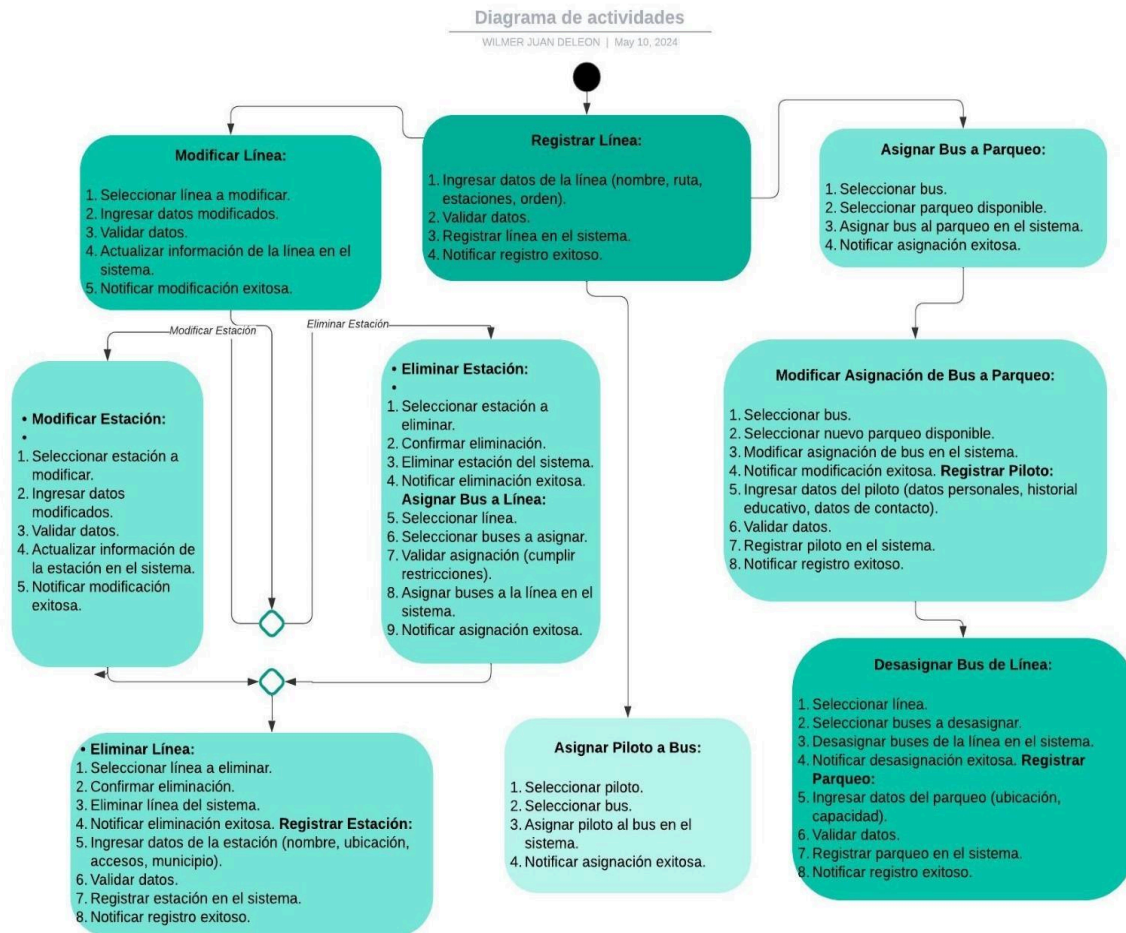 Diagrama de actividades
WILMER JUAN DELEON | May 10, 2024
Modificar Línea:
1. Seleccionar línea a modificar.
2. Ingresar datos modificados.
3. Validar datos.
4. Actualizar información de la línea en el
sistema.
5. Notificar modificación exitosa.
Registrar Línea:
1. Ingresar datos de la línea (nombre, ruta,
estaciones, orden).
2. Validar datos.
3. Registrar línea en el sistema.
4. Notificar registro exitoso.
Asignar Bus a Parqueo:
1. Seleccionar bus.
2. Seleccionar parqueo disponible.
3. Asignar bus al parqueo en el sistema.
4. Notificar asignación exitosa.
Modificar Estación
Eliminar Estación
• Modificar Estación:
•
1. Seleccionar estación a
modificar.
2. Ingresar datos
modificados.
3. Validar datos.
4. Actualizar información de
la estación en el sistema.
5. Notificar modificación
exitosa.
• Eliminar Estación:
•
1. Seleccionar estación a
eliminar.
2. Confirmar eliminación.
3. Eliminar estación del sistema.
4. Notificar eliminación exitosa.
Asignar Bus a Línea:
5. Seleccionar línea.
6. Seleccionar buses a asignar.
7. Validar asignación (cumplir
restricciones).
8. Asignar buses a la línea en el
sistema.
9. Notificar asignación exitosa.
Modificar Asignación de Bus a Parqueo:
1. Seleccionar bus.
2. Seleccionar nuevo parqueo disponible.
3. Modificar asignación de bus en el sistema.
4. Notificar modificación exitosa. Registrar Piloto:
5. Ingresar datos del piloto (datos personales, historial
educativo, datos de contacto).
6. Validar datos.
7. Registrar piloto en el sistema.
8. Notificar registro exitoso.
• Eliminar Línea:
1. Seleccionar línea a eliminar.
2. Confirmar eliminación.
3. Eliminar línea del sistema.
4. Notificar eliminación exitosa. Registrar Estación:
5. Ingresar datos de la estación (nombre, ubicación,
accesos, municipio).
6. Validar datos.
7. Registrar estación en el sistema.
8. Notificar registro exitoso.
Asignar Piloto a Bus:
1. Seleccionar piloto.
2. Seleccionar bus.
3. Asignar piloto al bus en el
sistema.
4. Notificar asignación exitosa.
Desasignar Bus de Línea:
1. Seleccionar línea.
2. Seleccionar buses a desasignar.
3. Desasignar buses de la línea en el sistema.
4. Notificar desasignación exitosa. Registrar
Parqueo:
5. Ingresar datos del parqueo (ubicación,
capacidad).
6. Validar datos.
7. Registrar parqueo en el sistema.
8. Notificar registro exitoso.